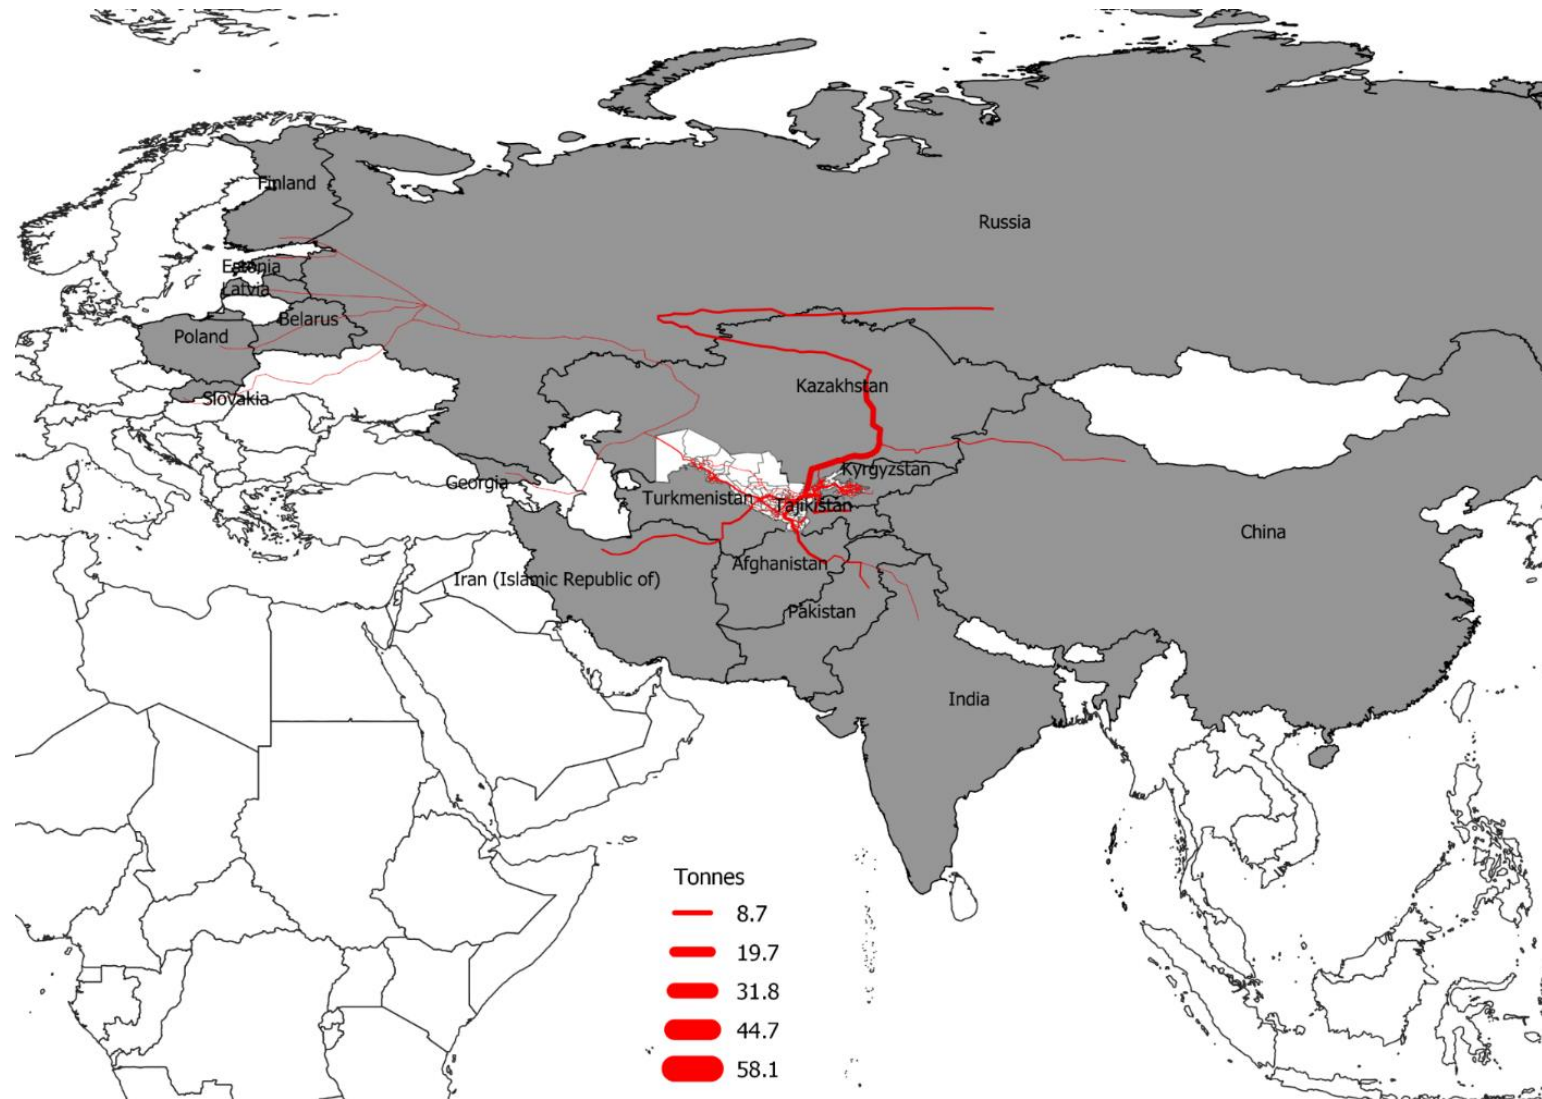 Finland
Russia
Estonia
Latvia
Belarus
Poland
Kazakhstan
Slovakia
Kyrgyzstan
Georgia
Turkmenistan
Tajikistan
China
Afghanistan
Iran (Islamic Republic of)
Pakistan
India
Tonnes
8.7
19.7
31.8
44.7
58.1